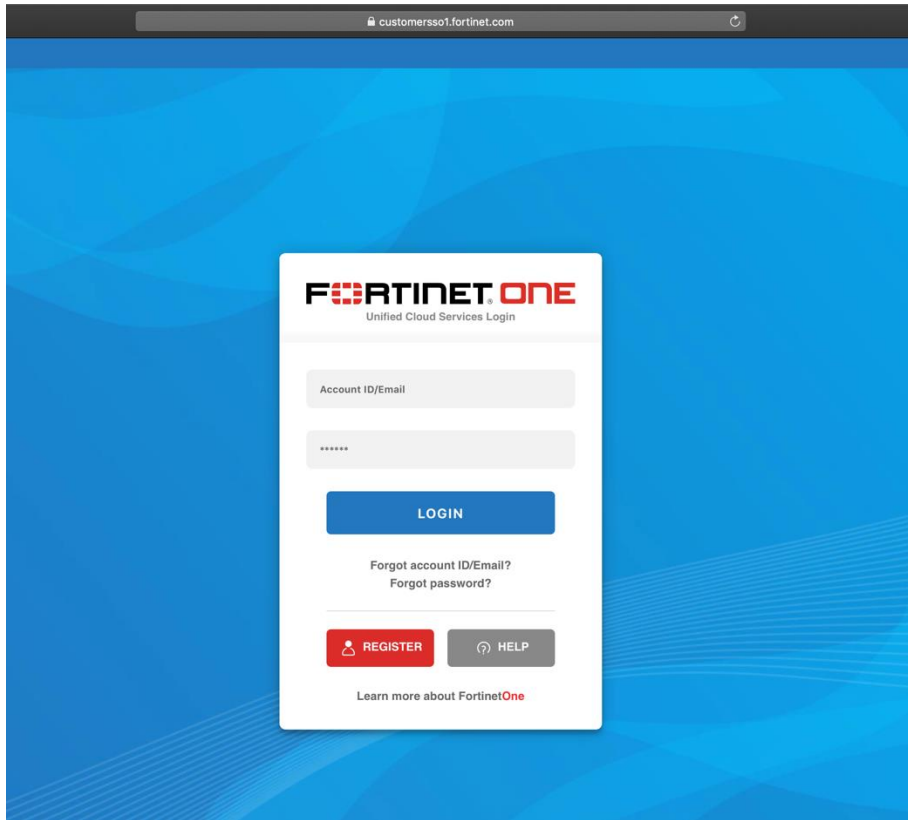 customersso1.fortinet.com
FORTINET ONE
Unified Cloud Services Login
Account ID/Email
••••••
LOGIN
Forgot account ID/Email?
Forgot password?
REGISTER
HELP
Learn more about FortinetOne